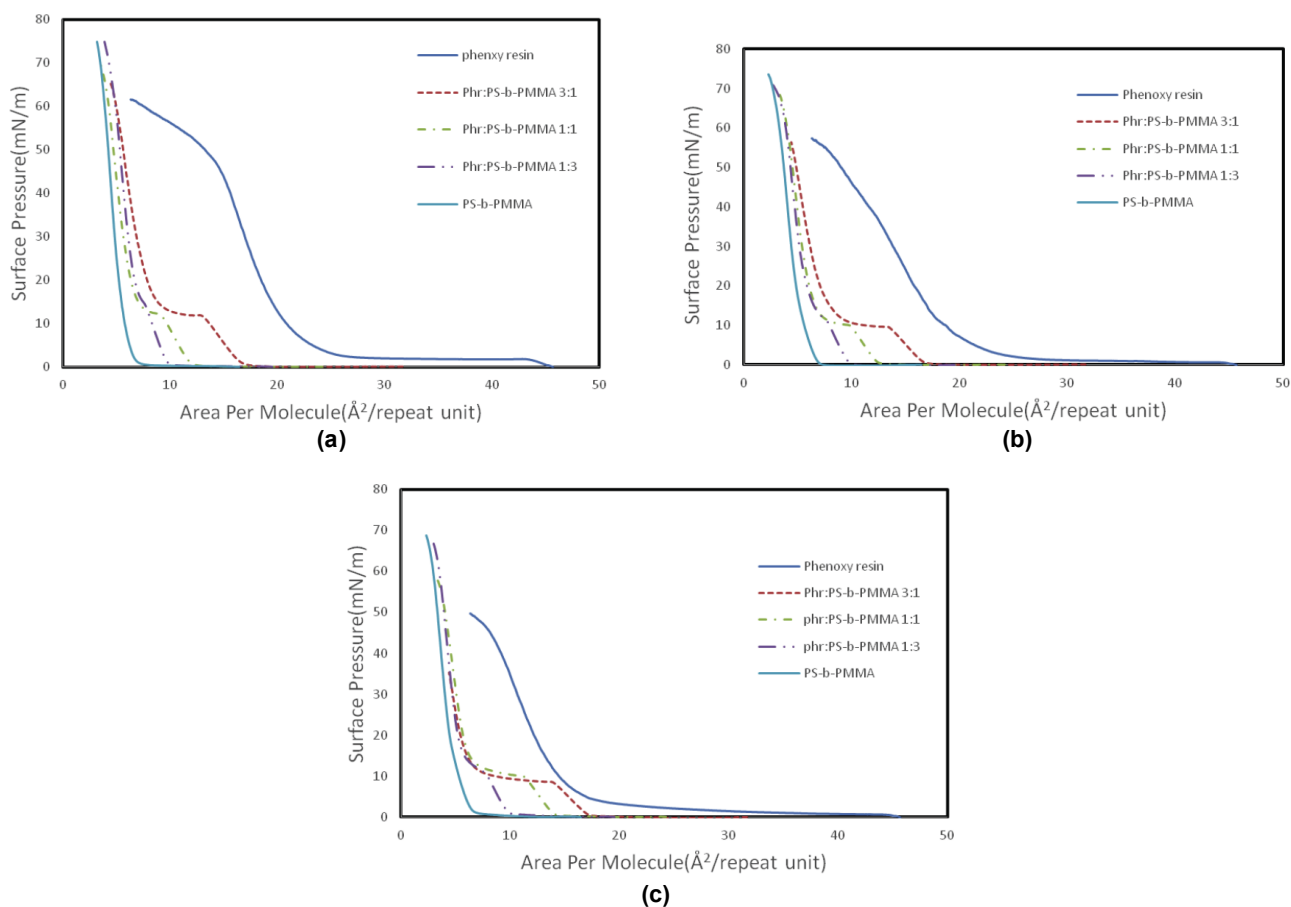 80
70
60
50
40
30
20
10
0
Surface Pressure(mN/m)
phenxy resin
Phr:PS-b-PMMA 3:1
Phr:PS-b-PMMA 1:1
Phr:PS-b-PMMA 1:3
PS-b-PMMA
0 10 20 30 40 50
Area Per Molecule(Å²/repeat unit)
(a)
80
70
60
50
40
30
20
10
0
Surface Pressure(mN/m)
Phenoxy resin
Phr:PS-b-PMMA 3:1
Phr:PS-b-PMMA 1:1
Phr:PS-b-PMMA 1:3
PS-b-PMMA
0 10 20 30 40 50
Area Per Molecule(Å²/repeat unit)
(b)
80
70
60
50
40
30
20
10
0
Surface Pressure(mN/m)
Phenoxy resin
Phr:PS-b-PMMA 3:1
phr:PS-b-PMMA 1:1
phr:PS-b-PMMA 1:3
PS-b-PMMA
0 10 20 30 40 50
Area Per Molecule(Å²/repeat unit)
(c)